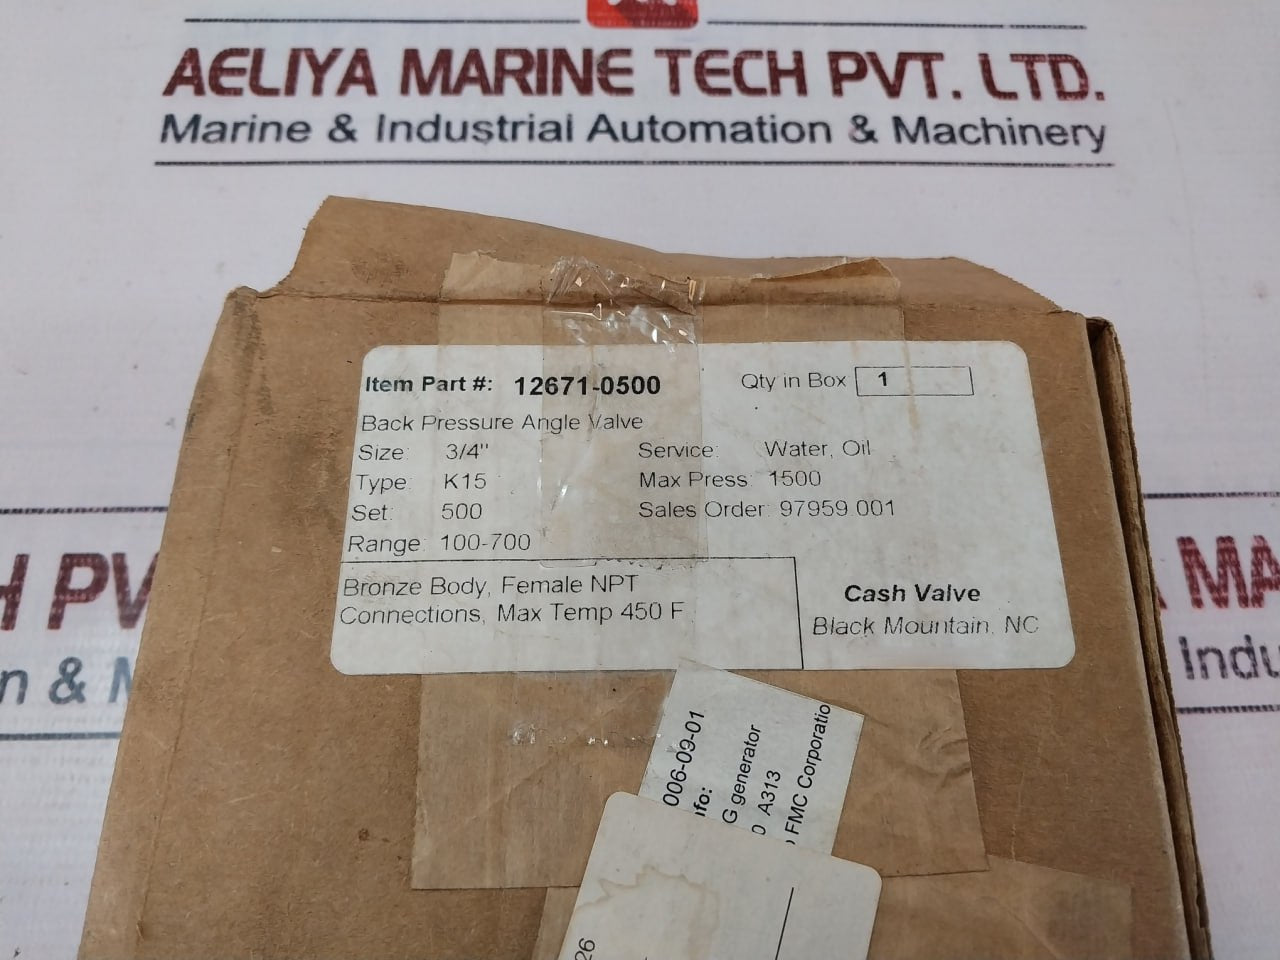 AELIYA MARINE TECH PVT. LTD.
Marine & Industrial Automation & Machinery
Item Part #: 12671-0500 Qty in Box 1
Back Pressure Angle Valve
Size: 3/4" Service: Water, Oil
Type: K15 Max Press: 1500
Set: 500 Sales Order: 97959.001
Range: 100-700
Bronze Body, Female NPT
Connections, Max Temp 450 F
Cash Valve
Black Mountain, NC
006-09-01
nfo:
G generator
0 A313
FMC Corporatio
26
H PV
n &
MA
Indu